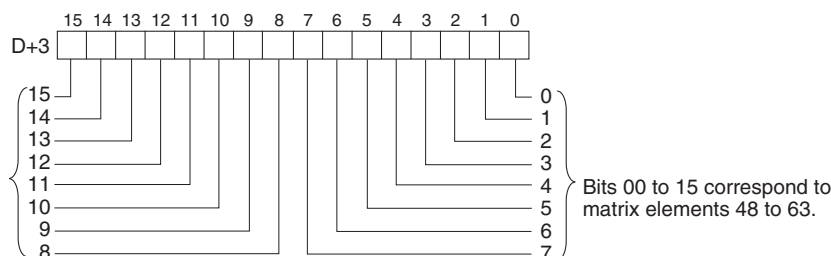 15 14 13 12 11 10 9 8 7 6 5 4 3 2 1 0
D+3
15 0
14 1
13 2
12 3
11 4
10 5
9 6
8 7
Bits 00 to 15 correspond to
matrix elements 48 to 63.